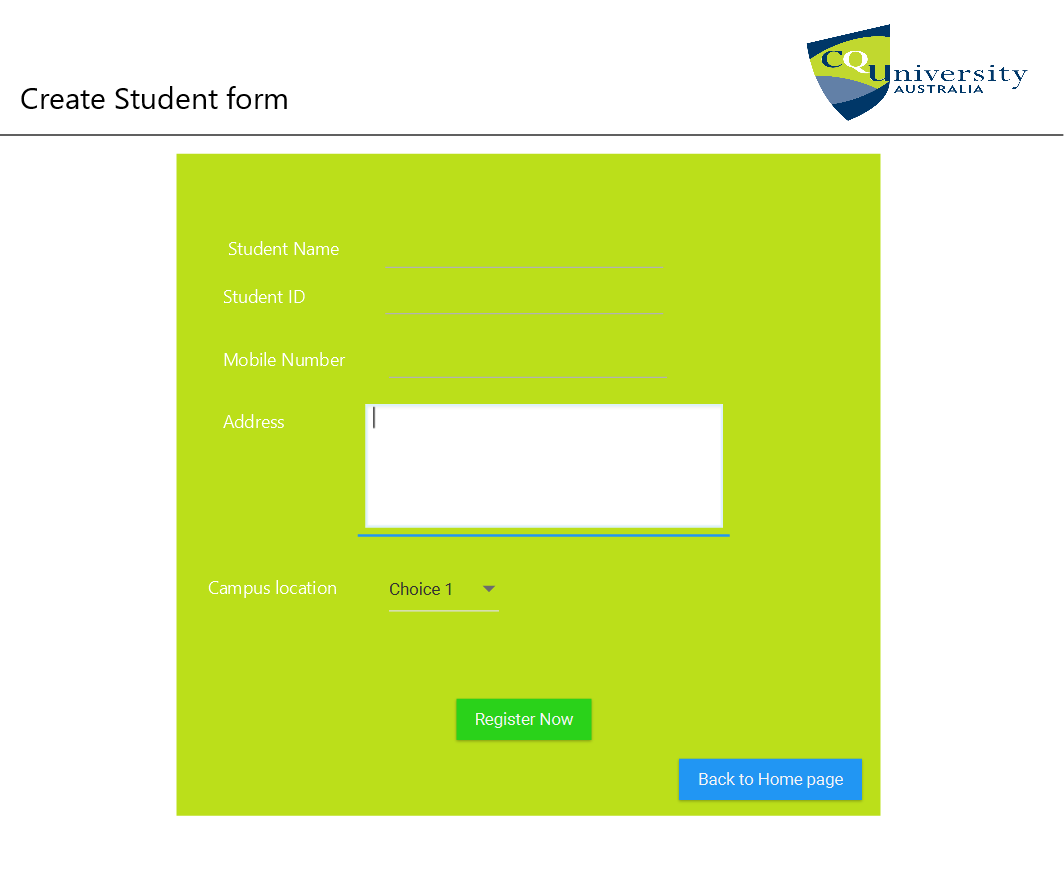 CQUniversity
AUSTRALIA
Create Student form
Student Name
Student ID
Mobile Number
Address
Campus location
Choice 1
Register Now
Back to Home page